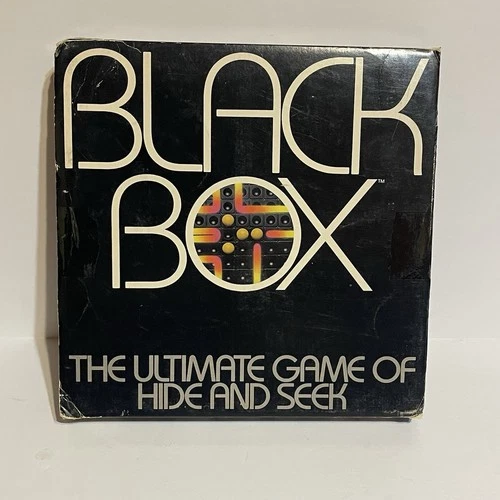 BLACK
BOX™
THE ULTIMATE GAME OF
HIDE AND SEEK